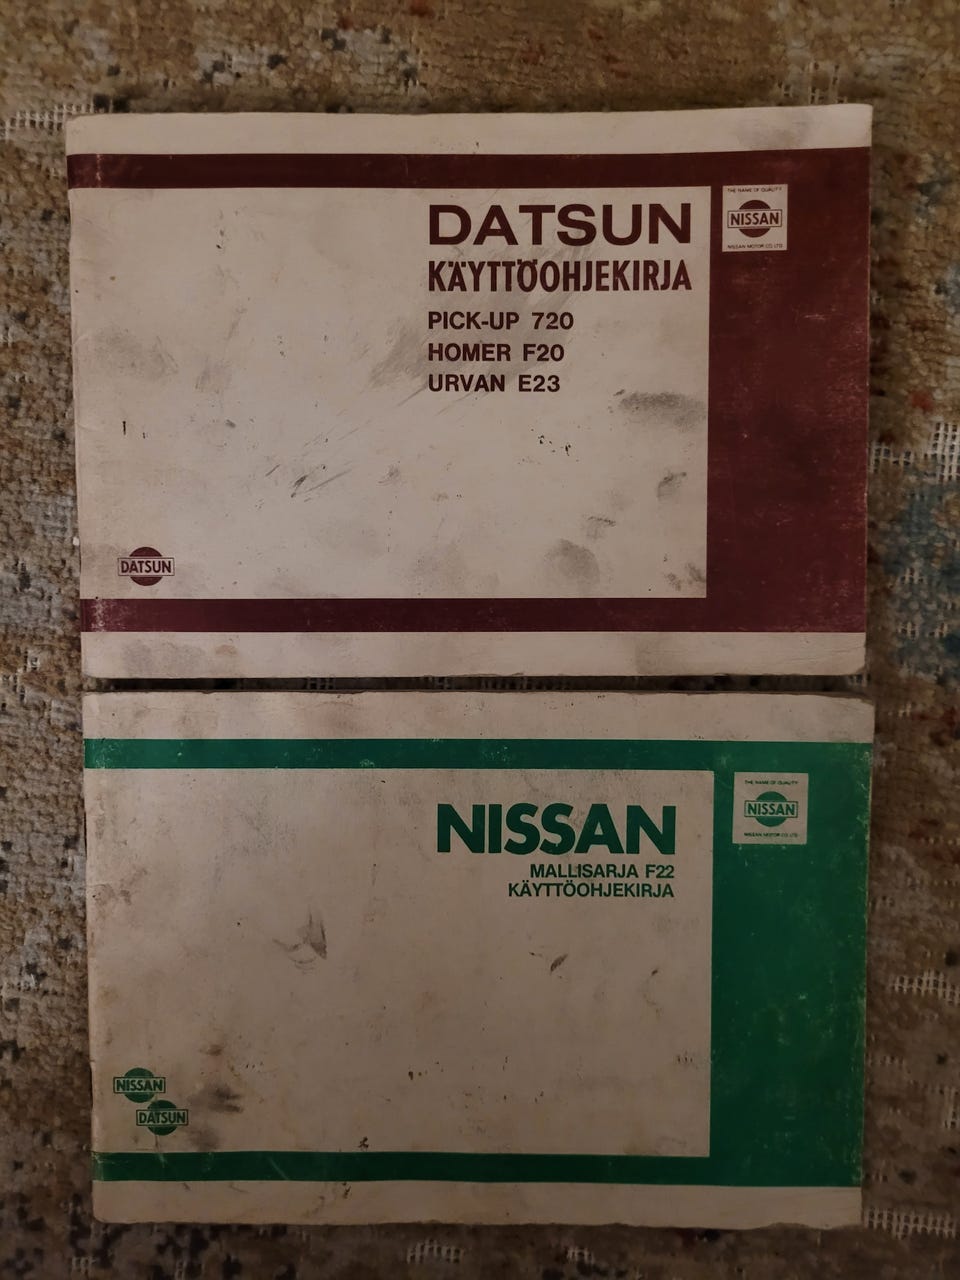 DATSUN
KÄYTTÖOHJEKIRJA
PICK-UP 720
HOMER F20
URVAN E23
THE NAME OF QUALITY
NISSAN
NISSAN MOTOR CO., LTD.
DATSUN
NISSAN
MALLISARJA F22
KÄYTTÖOHJEKIRJA
THE NAME OF QUALITY
NISSAN
NISSAN MOTOR CO., LTD.
NISSAN
DATSUN